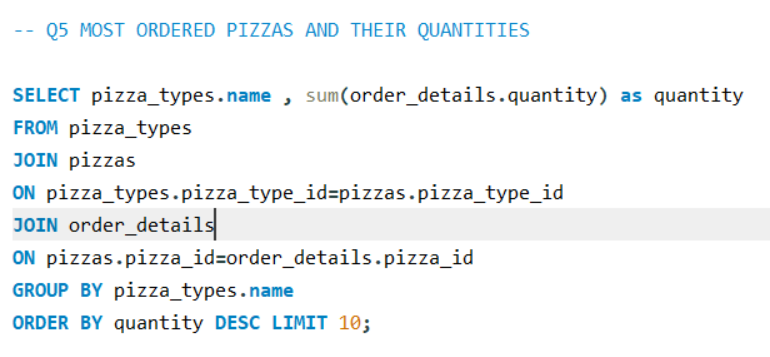 -- Q5 MOST ORDERED PIZZAS AND THEIR QUANTITIES
SELECT pizza_types.name , sum(order_details.quantity) as quantity
FROM pizza_types
JOIN pizzas
ON pizza_types.pizza_type_id=pizzas.pizza_type_id
JOIN order_details
ON pizzas.pizza_id=order_details.pizza_id
GROUP BY pizza_types.name
ORDER BY quantity DESC LIMIT 10;